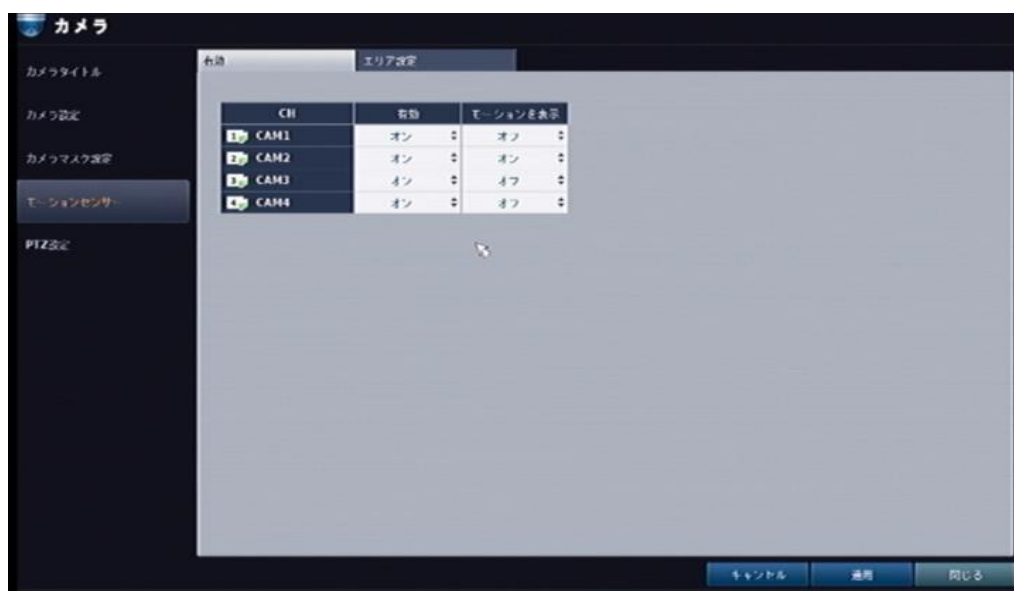 カメラ
カメラタイトル
カメラ設定
カメラマスク設定
モーションセンサー
PTZ設定
有効 エリア設定
CH 有効 モーションを表示
1 CAM1 オン オフ
2 CAM2 オン オン
3 CAM3 オン オフ
4 CAM4 オン オフ
キャンセル 適用 閉じる